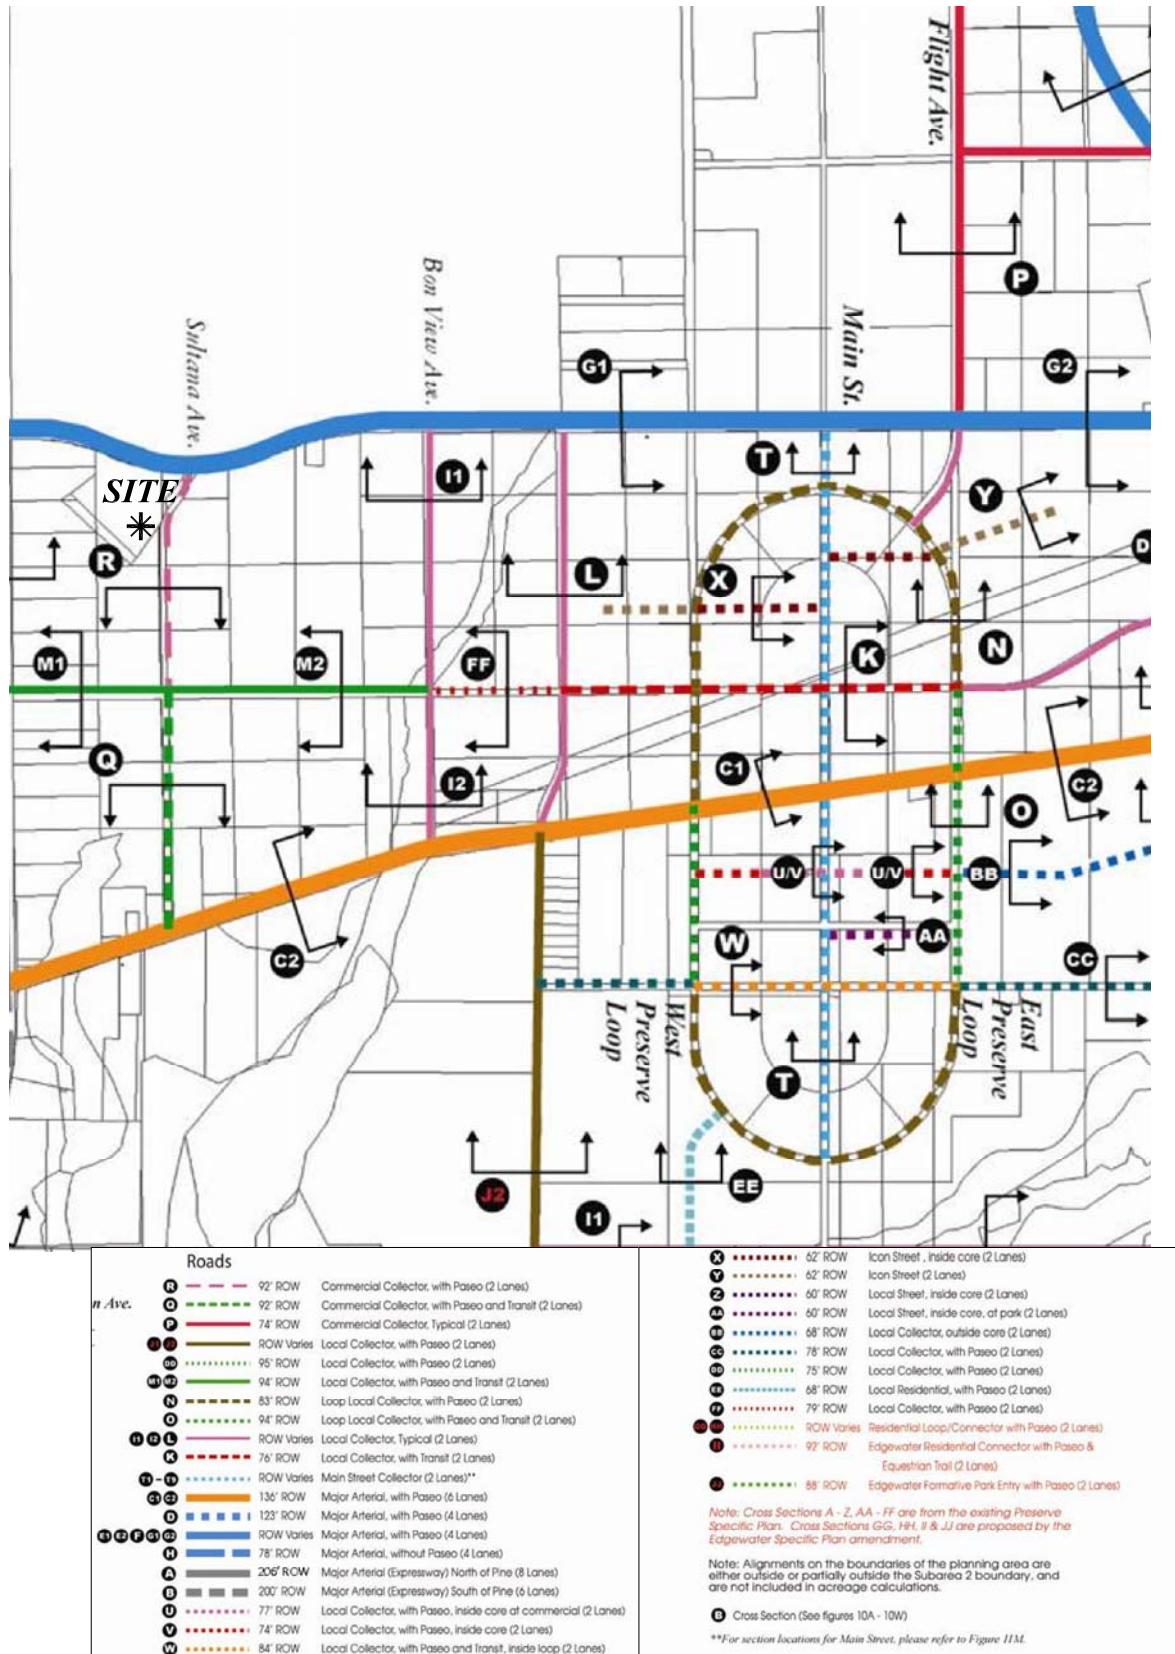 Flight Ave.
P
Bon View Ave.
Sultana Ave.
Main St.
G1
G2
T
I1
SITE
Y
D
R
L
X
N
M1
M2
FF
K
Q
I2
C1
C2
O
U/V
U/V
BB
W
AA
C2
CC
West
Preserve
Loop
East
Preserve
Loop
T
J2
EE
I1
n Ave.
Roads
R 92' ROW Commercial Collector, with Paseo (2 Lanes)
Q 92' ROW Commercial Collector, with Paseo and Transit (2 Lanes)
P 74' ROW Commercial Collector, Typical (2 Lanes)
J1 J2 ROW Varies Local Collector, with Paseo (2 Lanes)
DD 95' ROW Local Collector, with Paseo (2 Lanes)
M1 M2 94' ROW Local Collector, with Paseo and Transit (2 Lanes)
N 83' ROW Loop Local Collector, with Paseo (2 Lanes)
O 94' ROW Loop Local Collector, with Paseo and Transit (2 Lanes)
I1 I2 L ROW Varies Local Collector, Typical (2 Lanes)
K 76' ROW Local Collector, with Transit (2 Lanes)
T1 - T9 ROW Varies Main Street Collector (2 Lanes)**
C1 C2 136' ROW Major Arterial, with Paseo (6 Lanes)
D 123' ROW Major Arterial, with Paseo (4 Lanes)
E1 E2 F G1 G2 ROW Varies Major Arterial, with Paseo (4 Lanes)
H 78' ROW Major Arterial, without Paseo (4 Lanes)
A 206' ROW Major Arterial (Expressway) North of Pine (8 Lanes)
B 200' ROW Major Arterial (Expressway) South of Pine (6 Lanes)
U 77' ROW Local Collector, with Paseo, inside core at commercial (2 Lanes)
V 74' ROW Local Collector, with Paseo, inside core (2 Lanes)
W 84' ROW Local Collector, with Paseo and Transit, inside loop (2 Lanes)
X 62' ROW Icon Street , inside core (2 Lanes)
Y 62' ROW Icon Street (2 Lanes)
Z 60' ROW Local Street, inside core (2 Lanes)
AA 60' ROW Local Street, inside core, at park (2 Lanes)
BB 68' ROW Local Collector, outside core (2 Lanes)
CC 78' ROW Local Collector, with Paseo (2 Lanes)
DD 75' ROW Local Collector, with Paseo (2 Lanes)
EE 68' ROW Local Residential, with Paseo (2 Lanes)
FF 79' ROW Local Collector, with Paseo (2 Lanes)
GG HH ROW Varies Residential Loop/Connector with Paseo (2 Lanes)
II 92' ROW Edgewater Residential Connector with Paseo &
Equestrian Trail (2 Lanes)
JJ 88' ROW Edgewater Formative Park Entry with Paseo (2 Lanes)
Note: Cross Sections A - Z, AA - FF are from the existing Preserve
Specific Plan. Cross Sections GG, HH, II & JJ are proposed by the
Edgewater Specific Plan amendment.
Note: Alignments on the boundaries of the planning area are
either outside or partially outside the Subarea 2 boundary, and
are not included in acreage calculations.
B Cross Section (See figures 10A - 10W)
**For section locations for Main Street, please refer to Figure 11M.